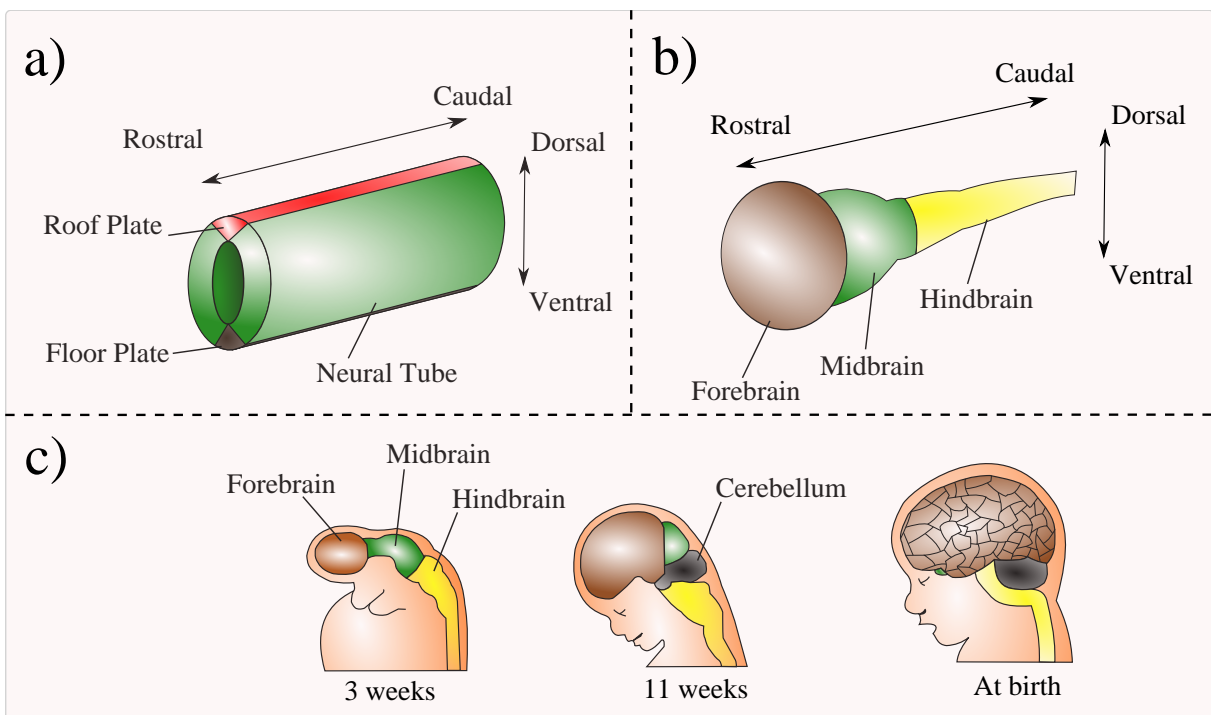 a)
Caudal
Rostral
Dorsal
Roof Plate
Ventral
Floor Plate
Neural Tube
b)
Caudal
Rostral
Dorsal
Ventral
Hindbrain
Midbrain
Forebrain
c)
Midbrain
Forebrain
Hindbrain
Cerebellum
3 weeks
11 weeks
At birth